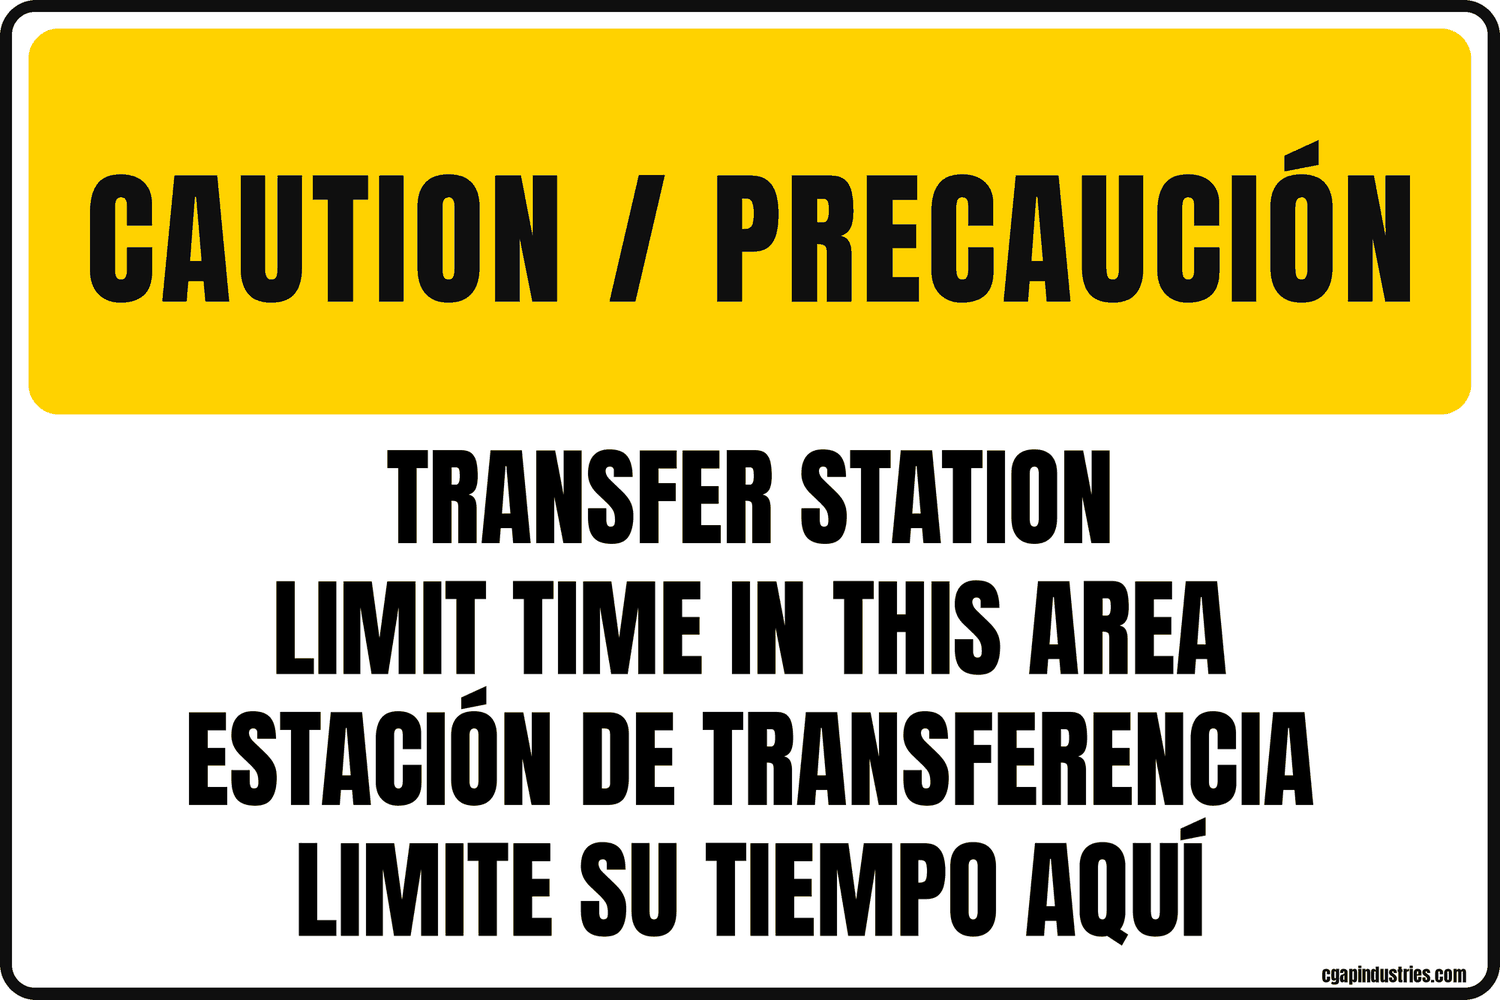 CAUTION / PRECAUCIÓN
TRANSFER STATION
LIMIT TIME IN THIS AREA
ESTACIÓN DE TRANSFERENCIA
LIMITE SU TIEMPO AQUÍ
cgapindustries.com